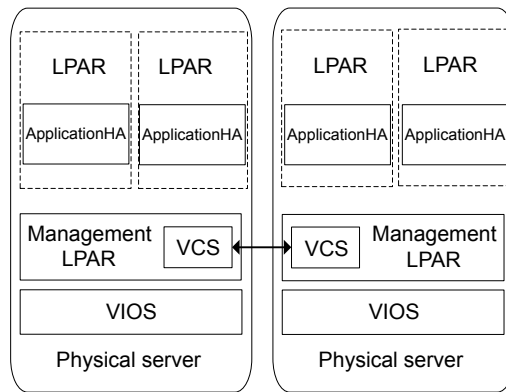 LPAR
LPAR
ApplicationHA
ApplicationHA
Management
LPAR
VCS
VIOS
Physical server
LPAR
LPAR
ApplicationHA
ApplicationHA
VCS
Management
LPAR
VIOS
Physical server